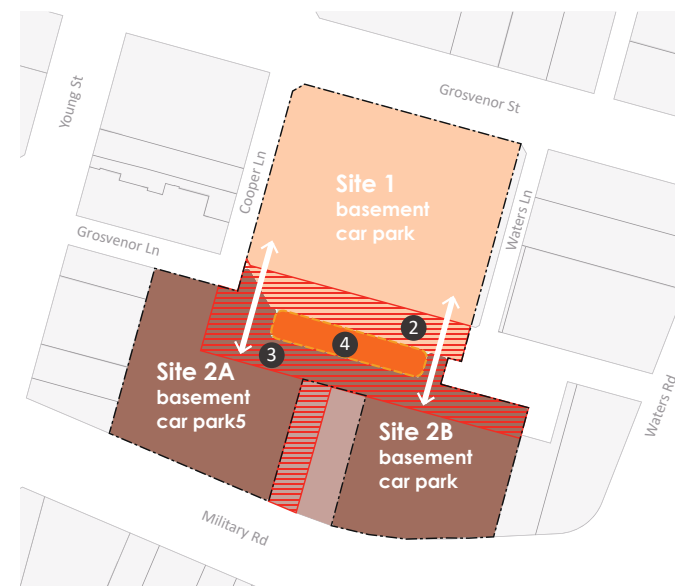 Grosvenor St
Young St
Cooper Ln
Site 1
basement
car park
Waters Ln
Grosvenor Ln
2
4
3
Site 2A
basement
car park5
Site 2B
basement
car park
Waters Rd
Military Rd